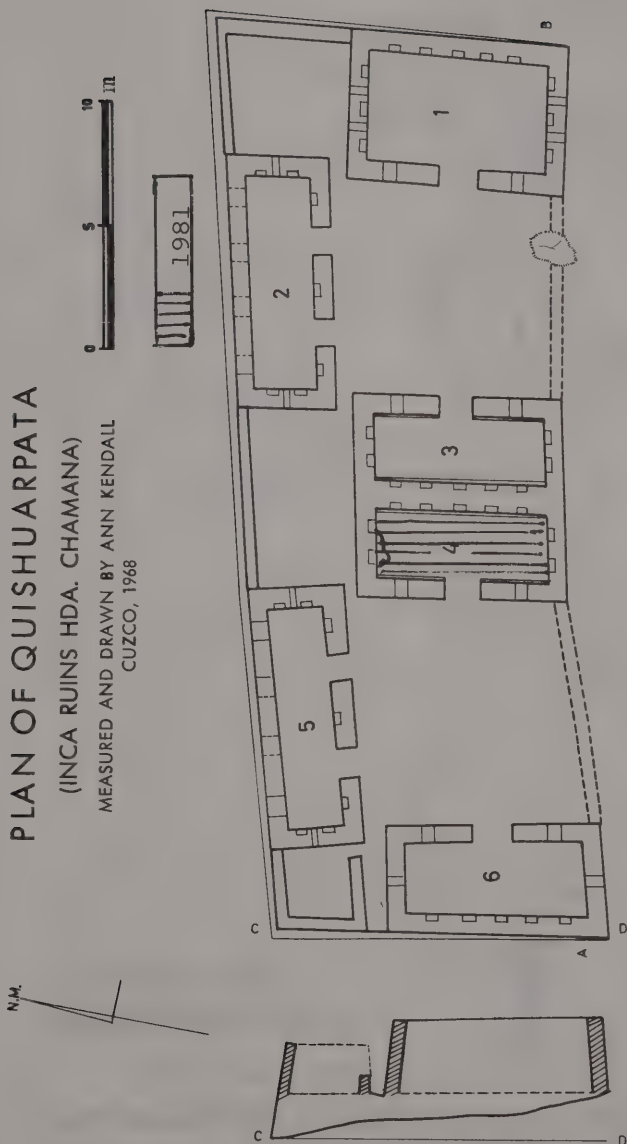 PLAN OF QUISHUARPATA
(INCA RUINS HDA. CHAMANA)
MEASURED AND DRAWN BY ANN KENDALL
CUZCO, 1968
0 5 10 m
1981
N.M.
C
B
1
2
3
4
5
6
A
D
C
D